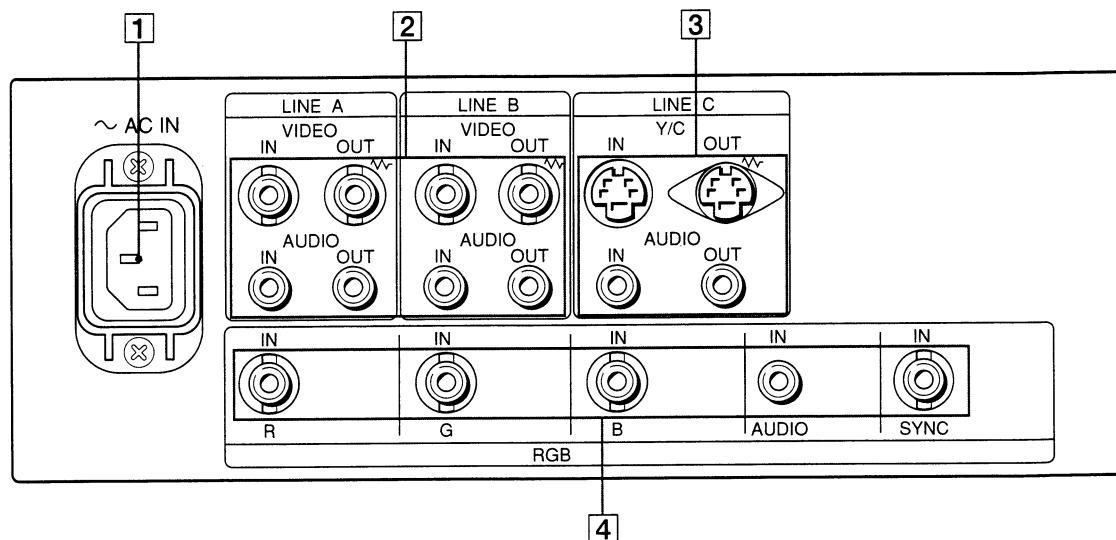 1 2 3
LINE A LINE B LINE C
∼ AC IN VIDEO VIDEO Y/C
IN OUT IN OUT IN OUT
AUDIO AUDIO AUDIO
IN OUT IN OUT IN OUT
IN IN IN IN IN
R G B AUDIO SYNC
RGB
4